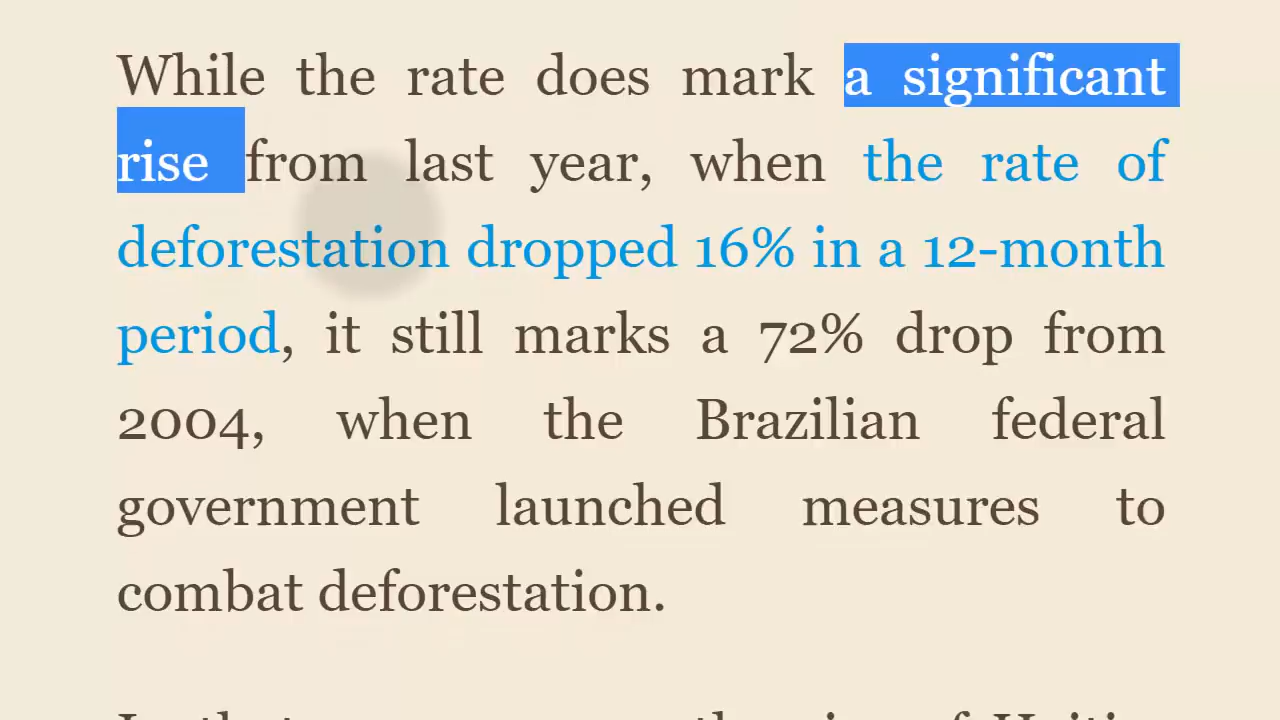 While the rate does mark a significant
rise from last year, when the rate of
deforestation dropped 16% in a 12-month
period, it still marks a 72% drop from
2004, when the Brazilian federal
government launched measures to
combat deforestation.